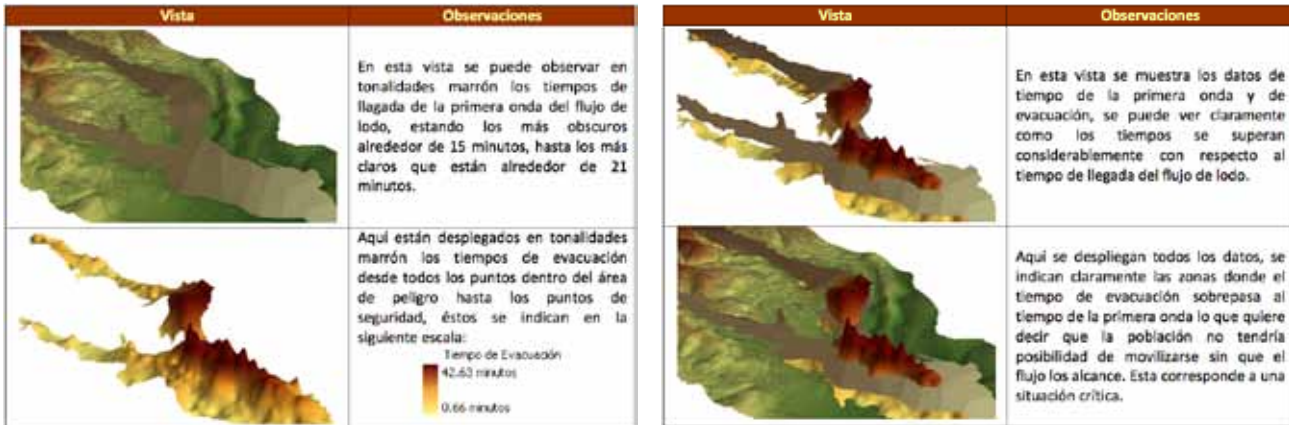 Vista
Observaciones
En esta vista se puede observar en
tonalidades marrón los tiempos de
llagada de la primera onda del flujo de
lodo, estando los más obscuros
alrededor de 15 minutos, hasta los más
claros que están alrededor de 21
minutos.
Aquí están desplegados en tonalidades
marrón los tiempos de evacuación
desde todos los puntos dentro del área
de peligro hasta los puntos de
seguridad, éstos se indican en la
siguiente escala:
Tiempo de Evacuación
42.63 minutos
0.66 minutos
Vista
Observaciones
En esta vista se muestra los datos de
tiempo de la primera onda y de
evacuación, se puede ver claramente
como los tiempos se superan
considerablemente con respecto al
tiempo de llegada del flujo de lodo.
Aquí se despliegan todos los datos, se
indican claramente las zonas donde el
tiempo de evacuación sobrepasa al
tiempo de la primera onda lo que quiere
decir que la población no tendría
posibilidad de movilizarse sin que el
flujo los alcance. Esta corresponde a una
situación crítica.